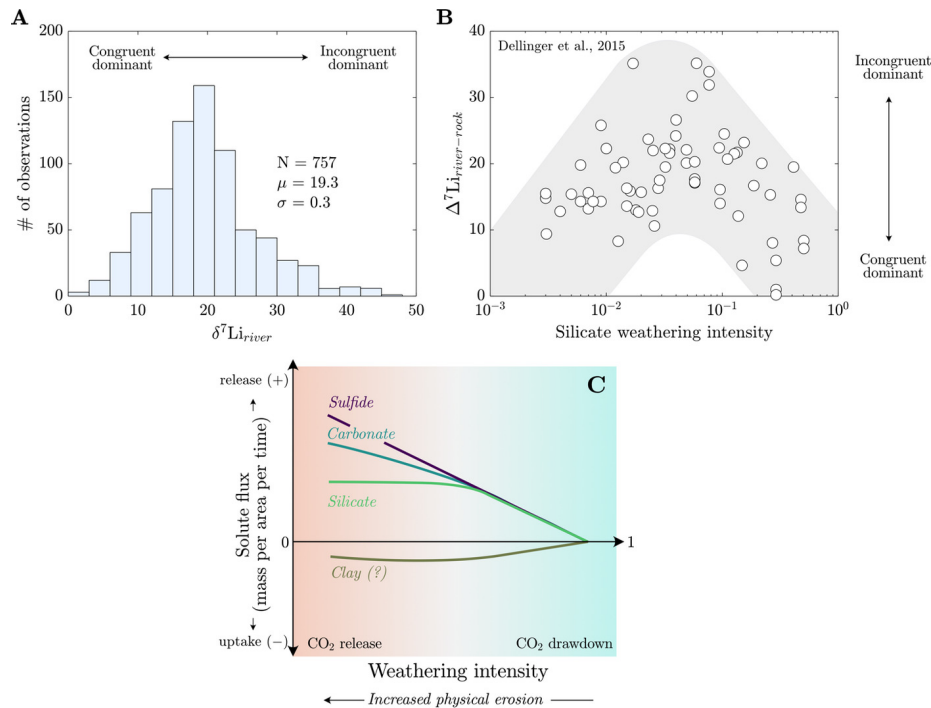 A
200
150
100
50
0
# of observations
Congruent
dominant
Incongruent
dominant
N = 757
μ = 19.3
σ = 0.3
0 10 20 30 40 50
δ⁷Li_river
B
Dellinger et al., 2015
40
30
20
10
0
Δ⁷Li_river−rock
10⁻³ 10⁻² 10⁻¹ 10⁰
Silicate weathering intensity
Incongruent
dominant
Congruent
dominant
C
release (+)
Solute flux
(mass per area per time)
uptake (−)
0
1
Sulfide
Carbonate
Silicate
Clay (?)
CO₂ release
CO₂ drawdown
Weathering intensity
Increased physical erosion